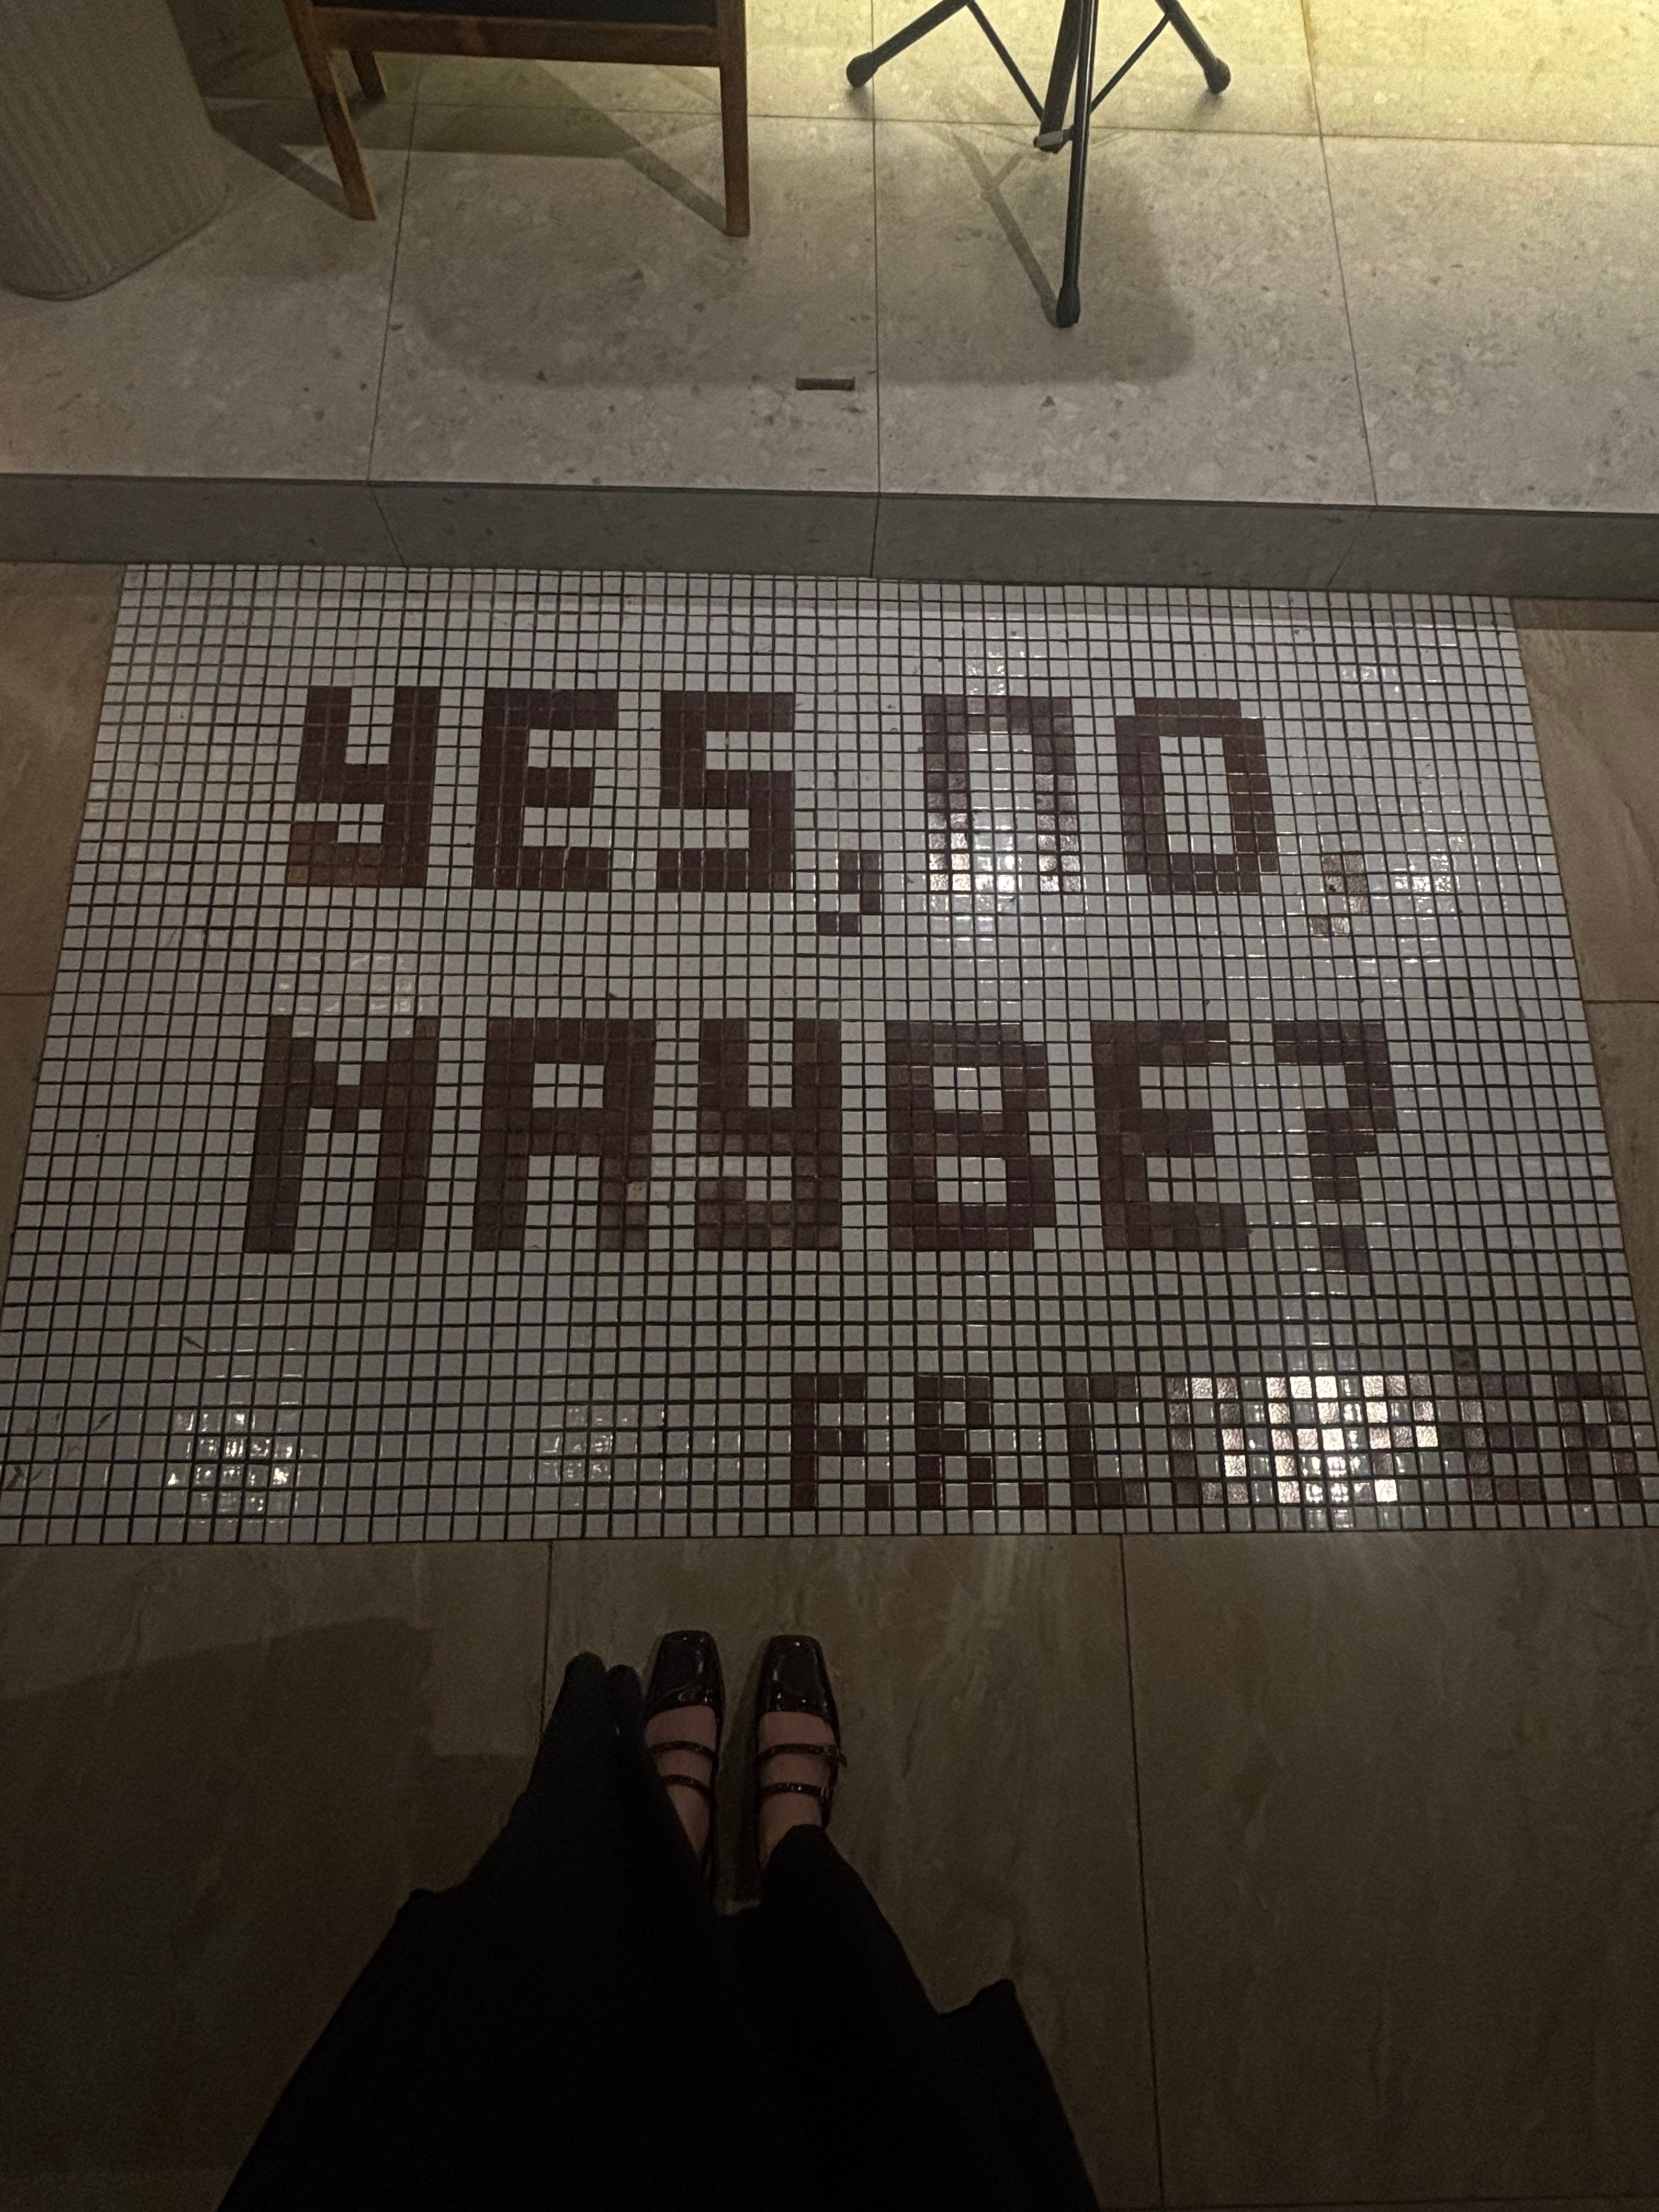 YES, NO,
MAYBE?